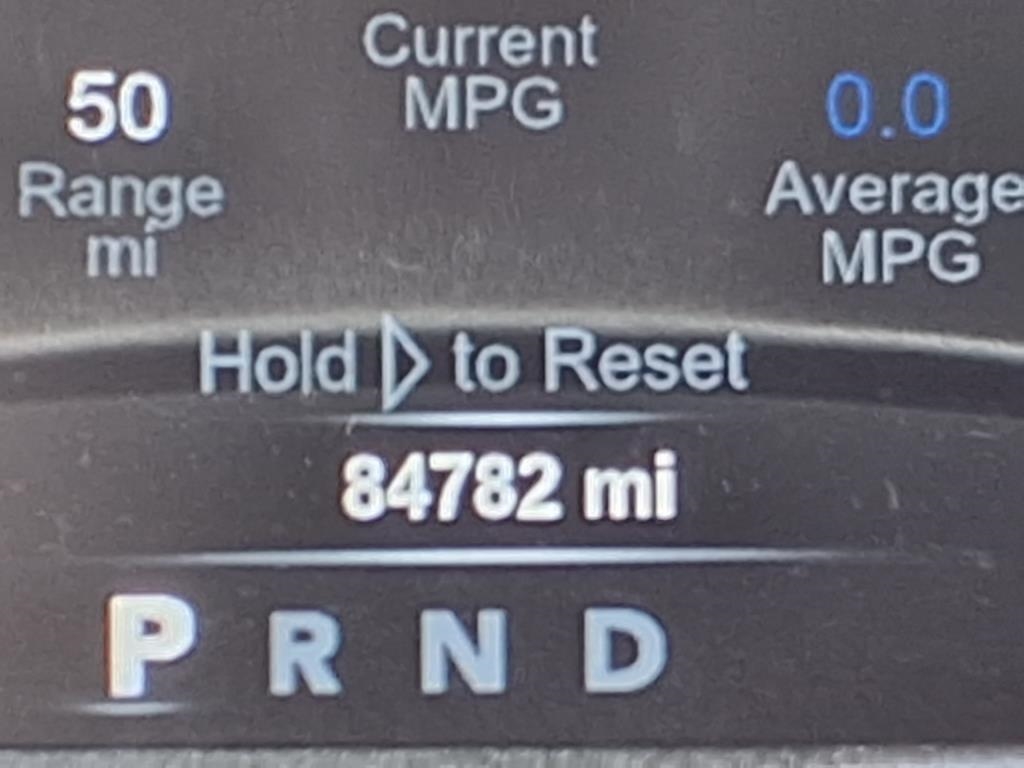 Current
MPG
50
Range
mi
0.0
Average
MPG
Hold ▷ to Reset
84782 mi
P R N D